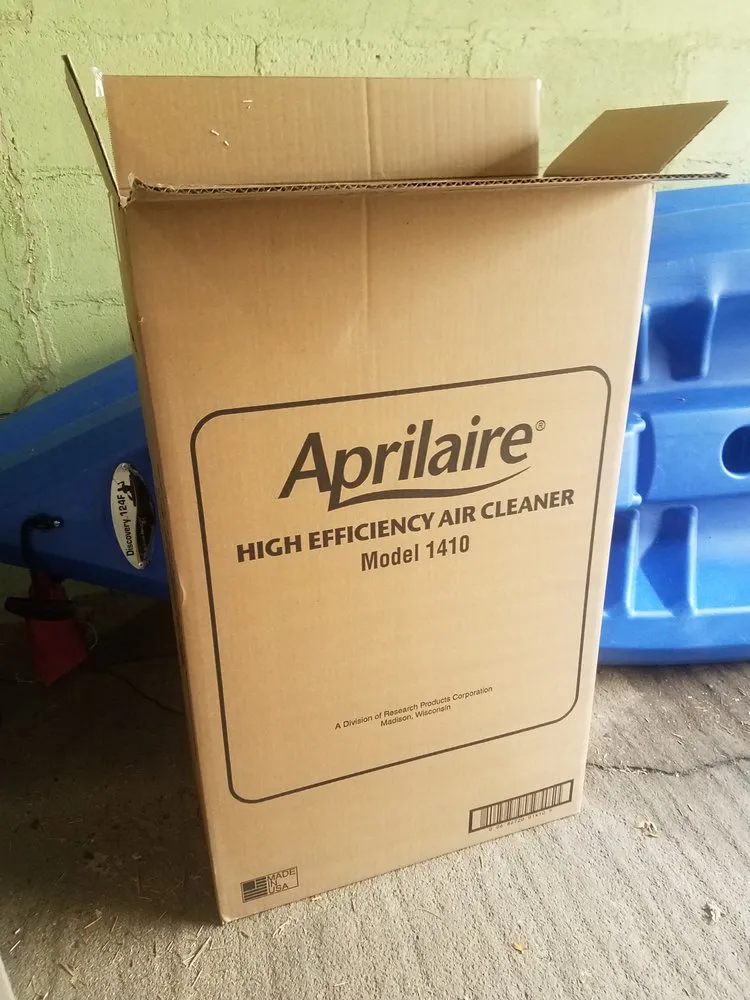 Aprilaire®
HIGH EFFICIENCY AIR CLEANER
Model 1410
A Division of Research Products Corporation
Madison, Wisconsin
MADE
IN
USA
Discovery 124F